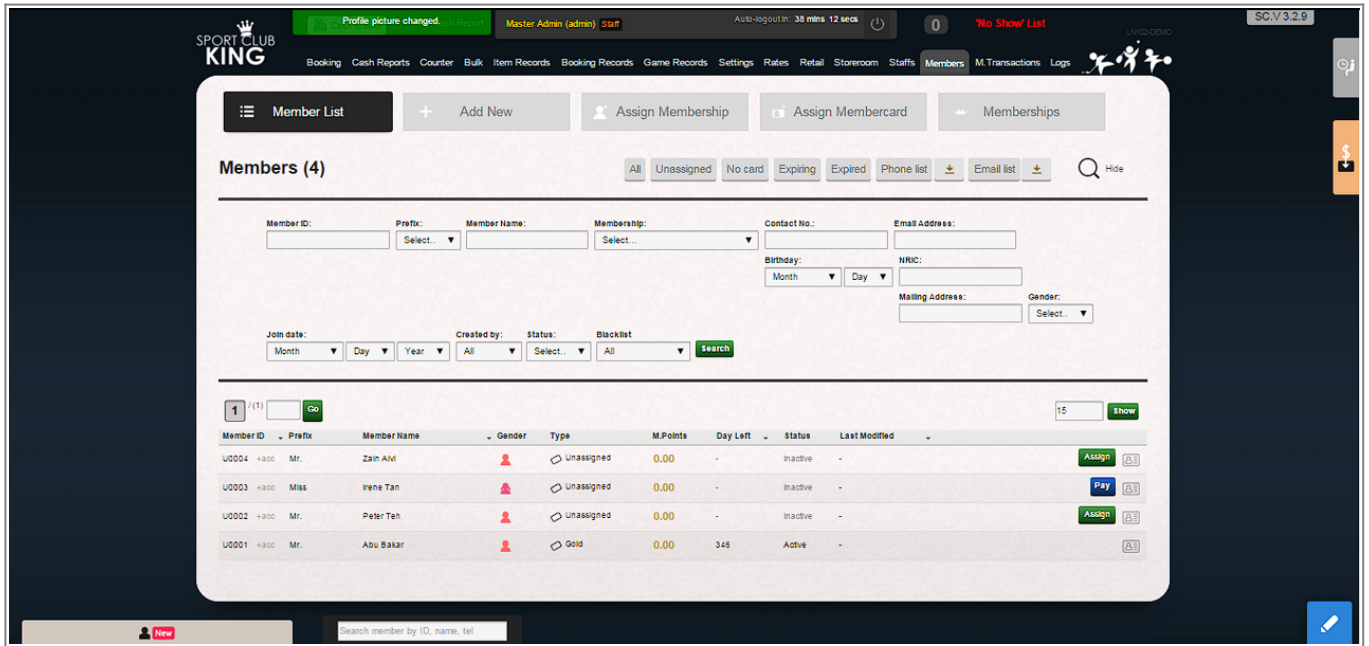 SPORT CLUB
KING
Profile picture changed.
Master Admin (admin) Staff
Auto-logout in: 38 mins 12 secs
0
'No Show' List
SC.V 3.2.9
LN102-DEMO
Booking Cash Reports Counter Bulk Item Records Booking Records Game Records Settings Rates Retail Storeroom Staffs Members M.Transactions Logs
Member List
+ Add New
Assign Membership
Assign Membercard
Memberships
Members (4)
All Unassigned No card Expiring Expired Phone list Email list
Hide
Member ID: Prefix: Member Name: Membership: Contact No.: Email Address:
Select.. Select...
Birthday: NRIC:
Month Day
Mailing Address: Gender:
Select..
Join date: Created by: Status: Blacklist
Month Day Year All Select.. All Search
1 /(1) Go
15 Show
Member ID Prefix Member Name Gender Type M.Points Day Left Status Last Modified
U0004 +acc Mr. Zain Alvi Unassigned 0.00 - Inactive - Assign
U0003 +acc Miss Irene Tan Unassigned 0.00 - Inactive - Pay
U0002 +acc Mr. Peter Teh Unassigned 0.00 - Inactive - Assign
U0001 +acc Mr. Abu Bakar Gold 0.00 346 Active -
New
Search member by ID, name, tel